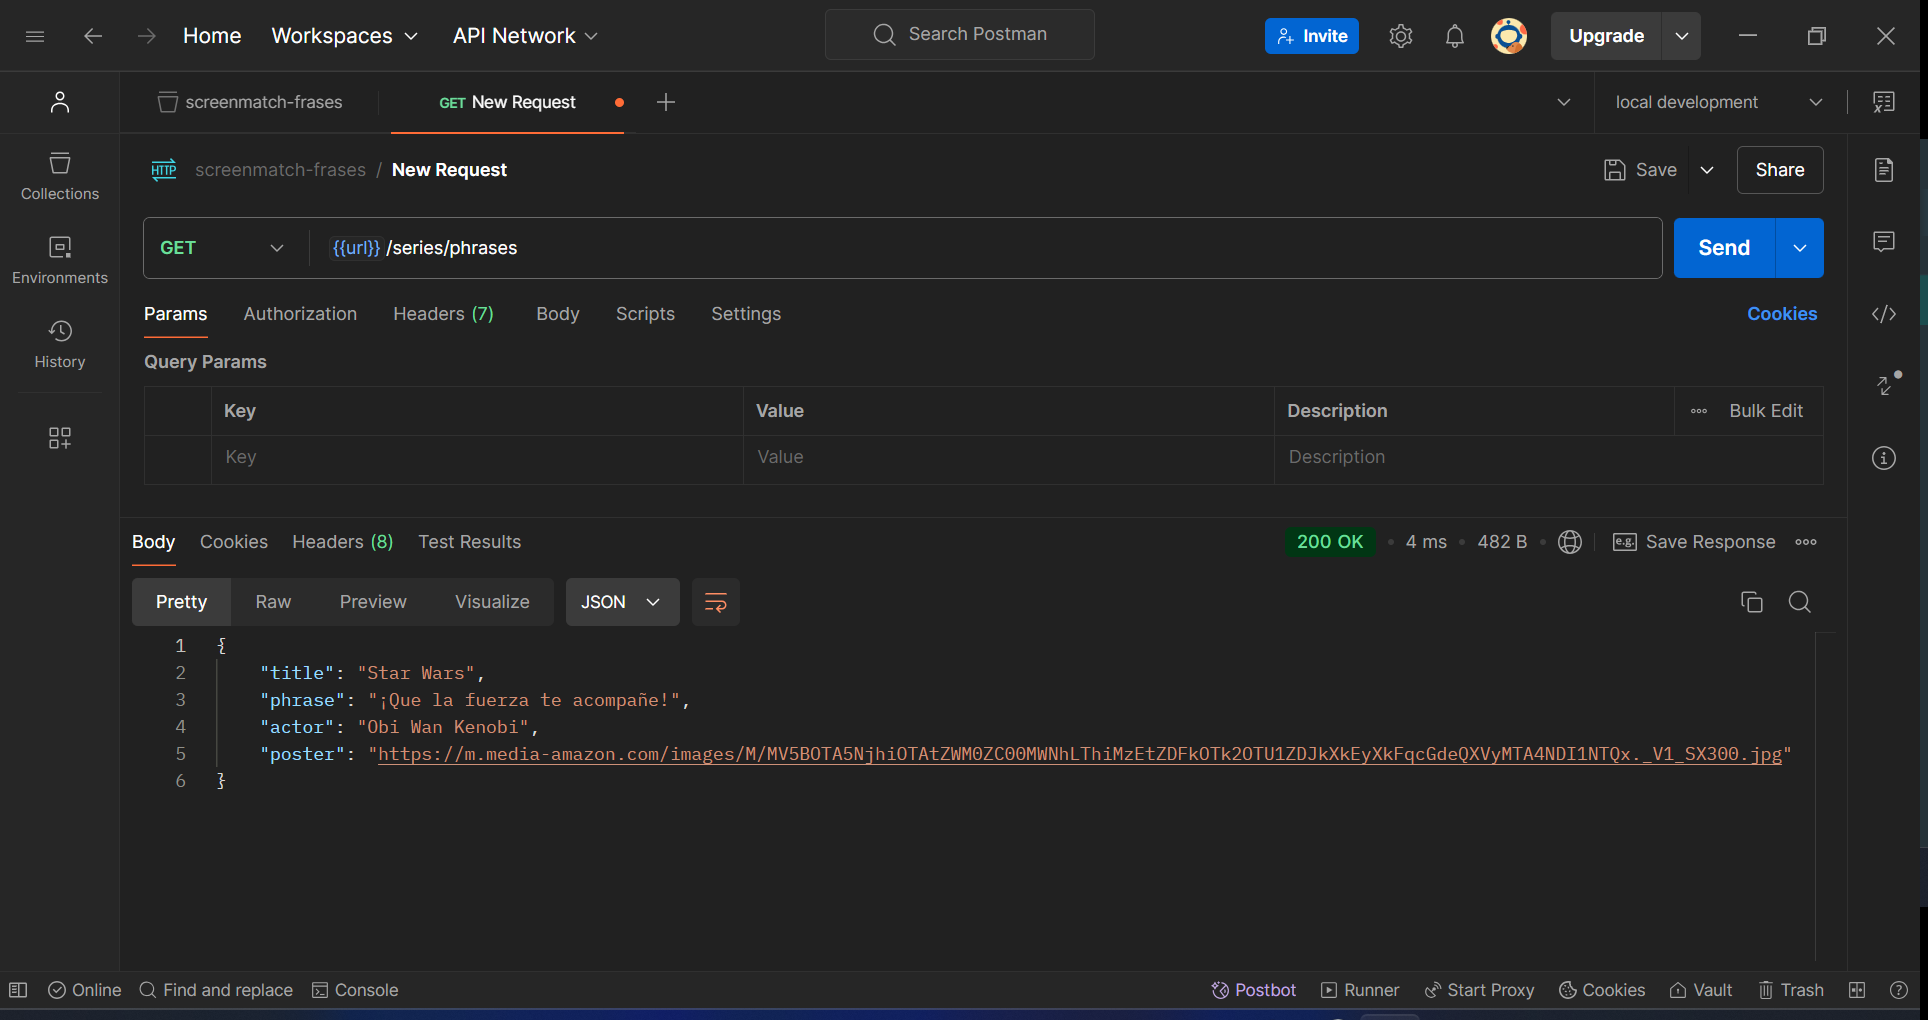 Home Workspaces API Network Search Postman Invite Upgrade
screenmatch-frases GET New Request local development
HTTP screenmatch-frases / New Request Save Share
GET {{url}} /series/phrases Send
Params Authorization Headers (7) Body Scripts Settings Cookies
Query Params
Key Value Description Bulk Edit
Key Value Description
Collections
Environments
History
Body Cookies Headers (8) Test Results 200 OK • 4 ms • 482 B • e.g. Save Response
Pretty Raw Preview Visualize JSON
1 {
2 "title": "Star Wars",
3 "phrase": "¡Que la fuerza te acompañe!",
4 "actor": "Obi Wan Kenobi",
5 "poster": "https://m.media-amazon.com/images/M/MV5BOTA5NjhiOTAtZWM0ZC00MWNhLThiMzEtZDFkOTk2OTU1ZDJkXkEyXkFqcGdeQXVyMTA4NDI1NTQx._V1_SX300.jpg"
6 }
Online Find and replace Console Postbot Runner Start Proxy Cookies Vault Trash